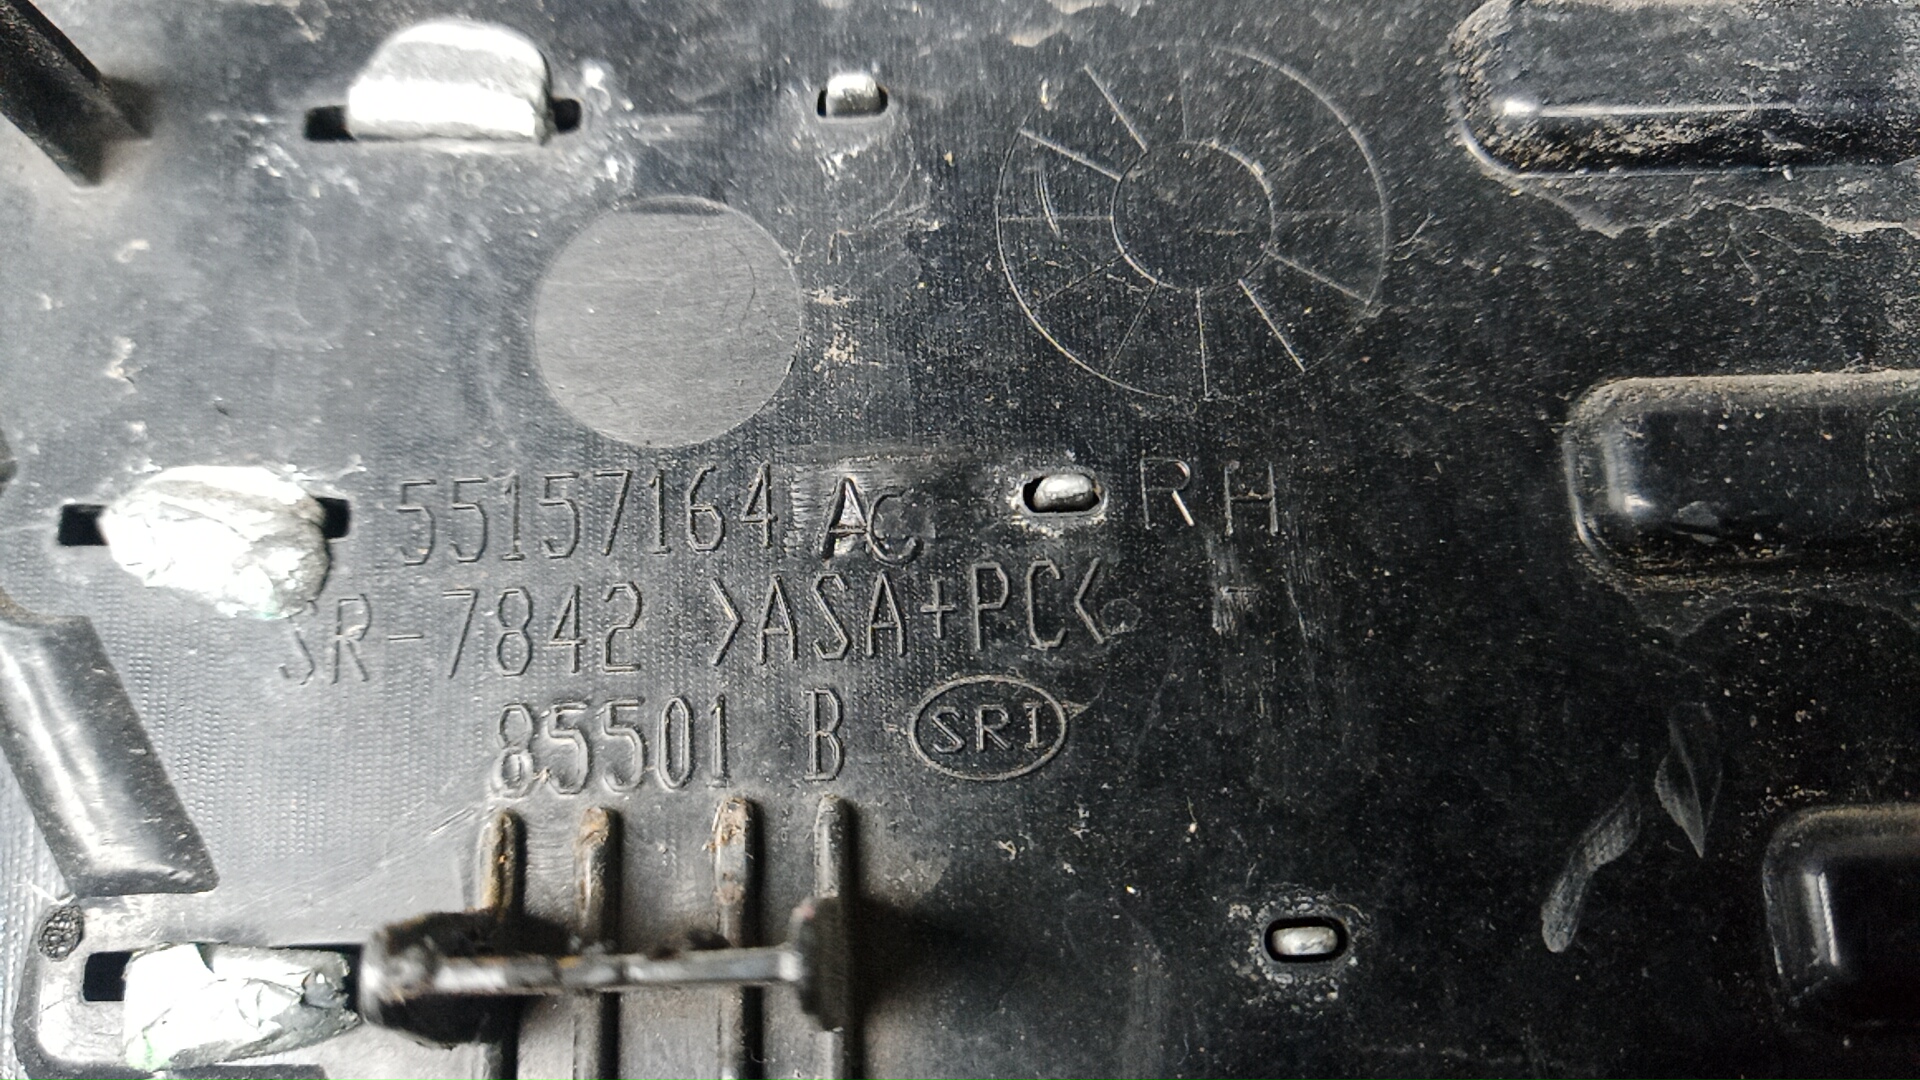 55157164 AC RH
SR-7842 >ASA+PC<
85501 B SRI